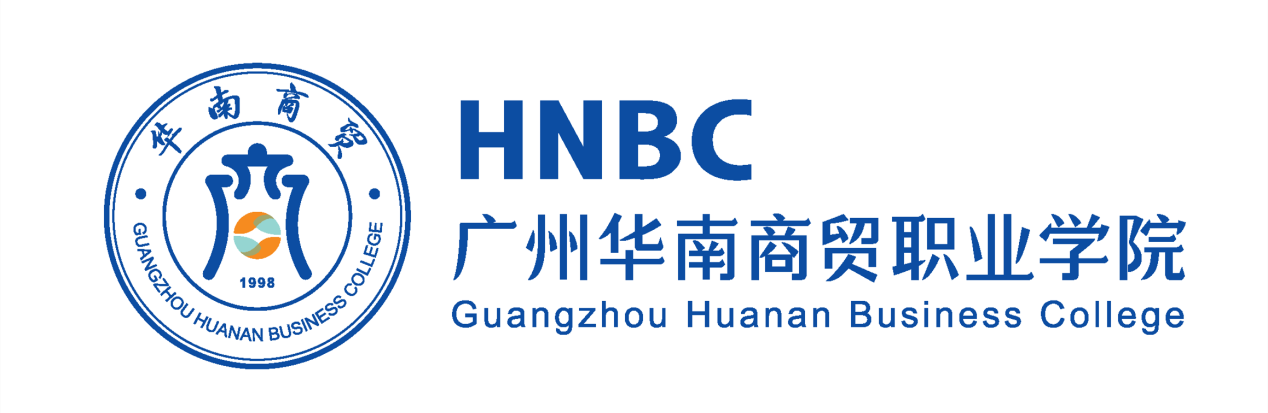 华南商贸
1998
GUANGZHOU HUANAN BUSINESS COLLEGE
HNBC
广州华南商贸职业学院
Guangzhou Huanan Business College